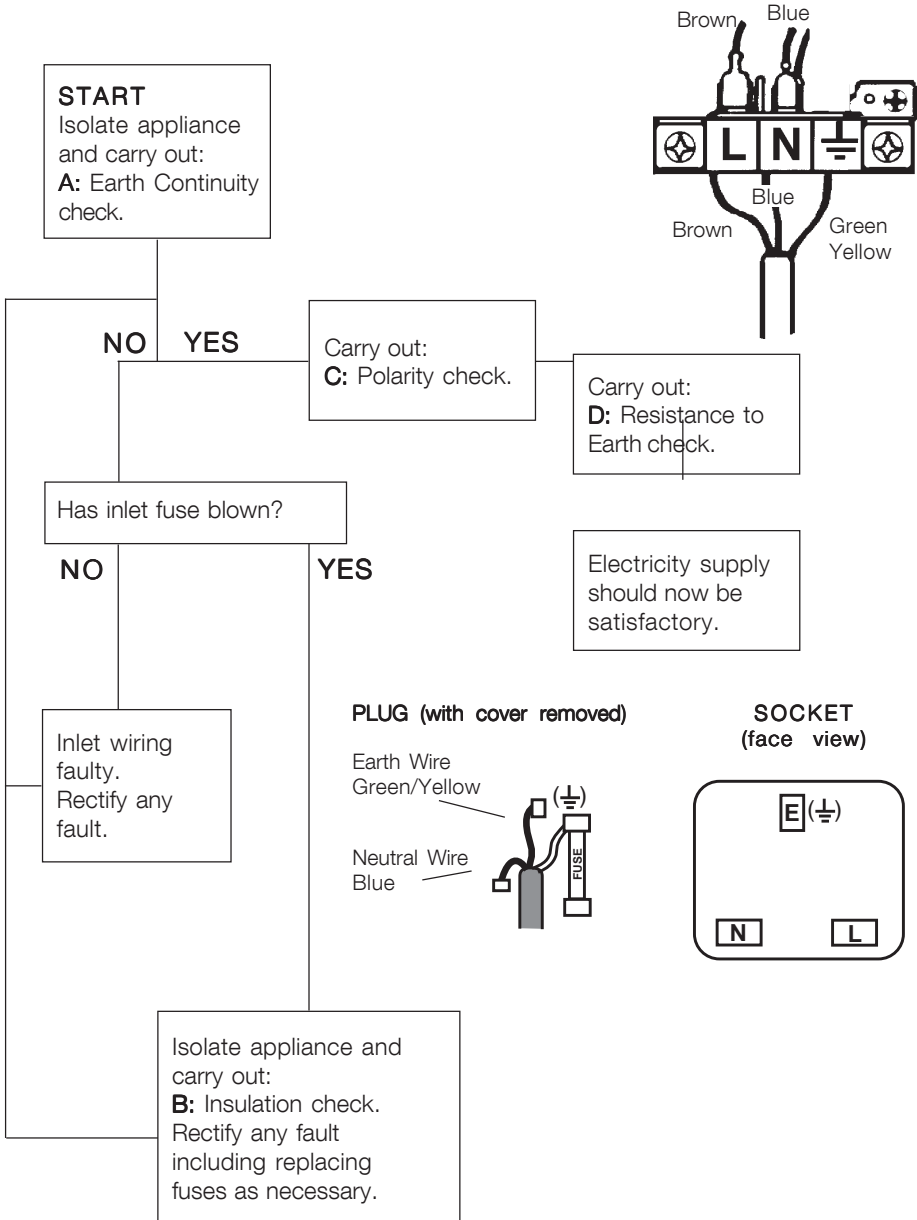 Brown
Blue
L N
Blue
Brown
Green
Yellow
START
Isolate appliance
and carry out:
A: Earth Continuity
check.
NO YES
Carry out:
C: Polarity check.
Carry out:
D: Resistance to
Earth check.
Has inlet fuse blown?
NO
YES
Electricity supply
should now be
satisfactory.
Inlet wiring
faulty.
Rectify any
fault.
PLUG (with cover removed)
Earth Wire
Green/Yellow
Neutral Wire
Blue
FUSE
SOCKET
(face view)
E
N
L
Isolate appliance and
carry out:
B: Insulation check.
Rectify any fault
including replacing
fuses as necessary.